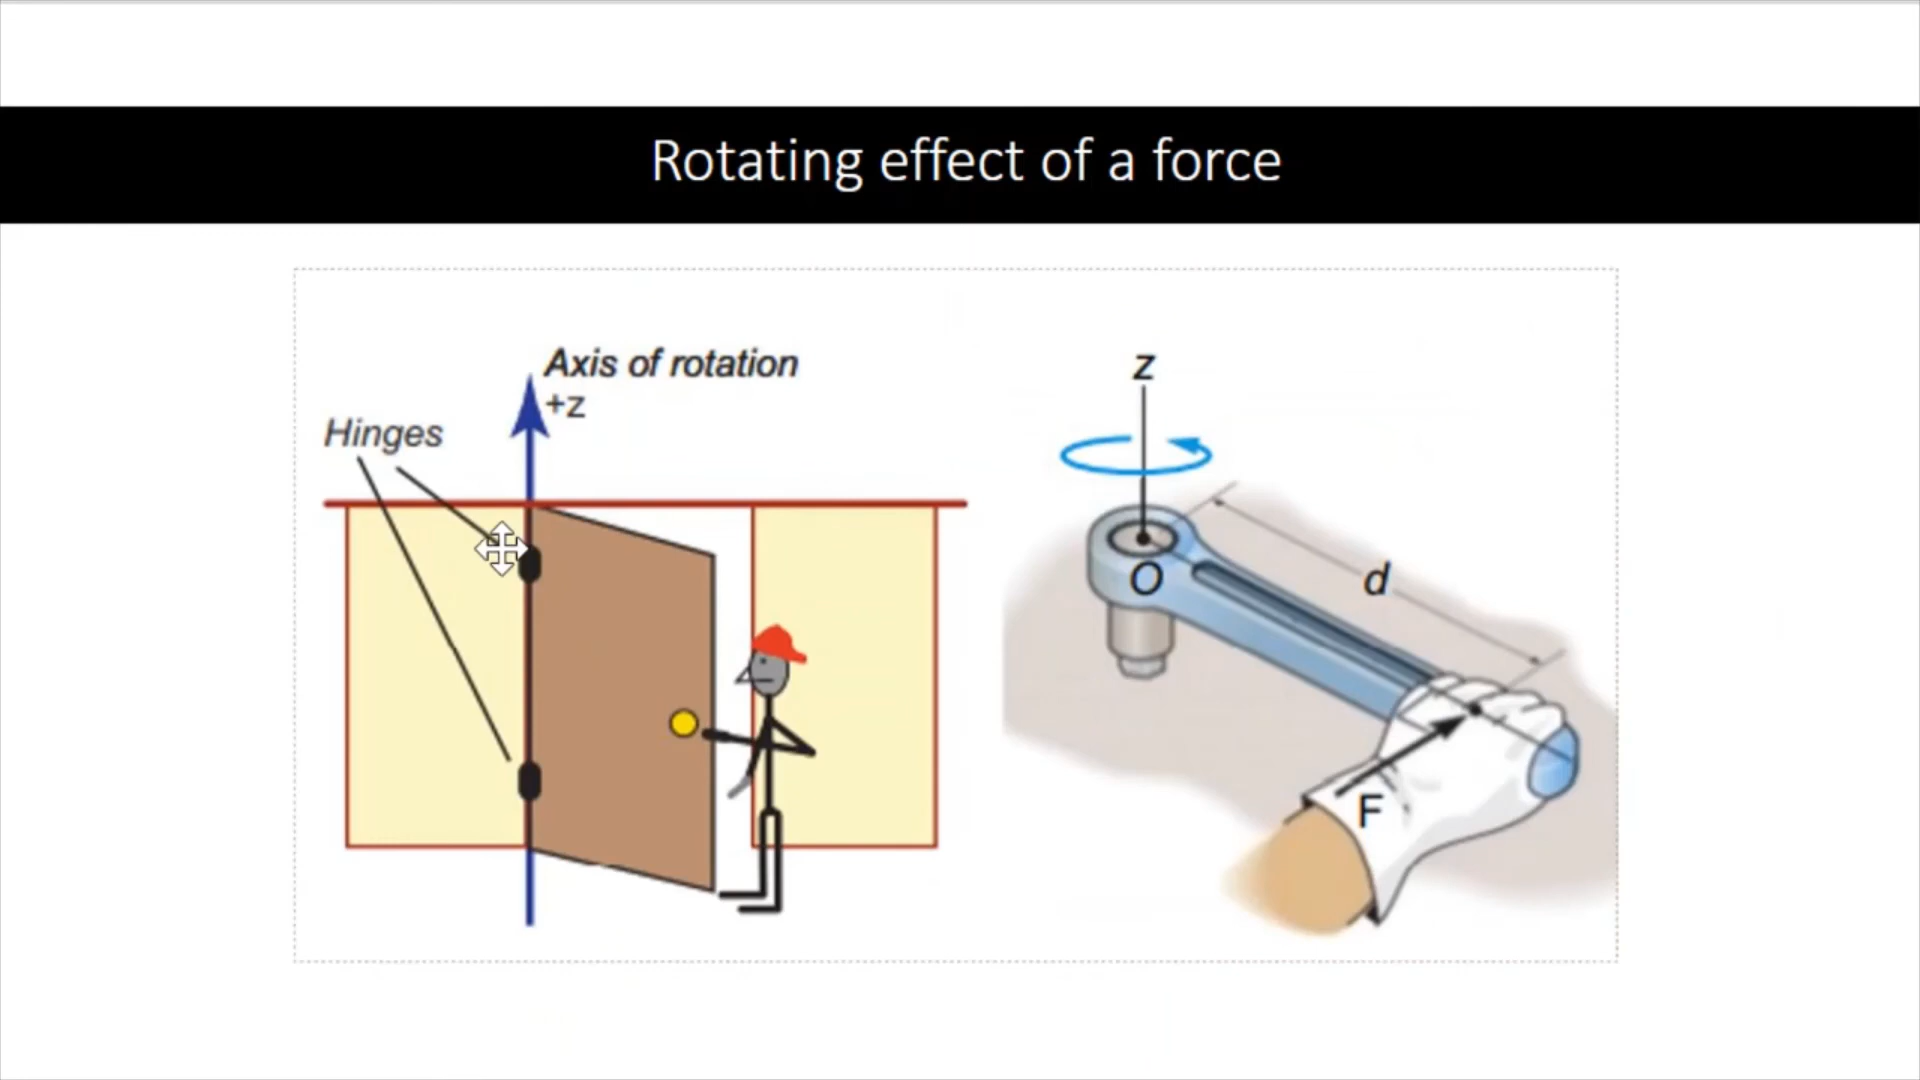 Rotating effect of a force
Axis of rotation
+z
Hinges
z
O
d
F